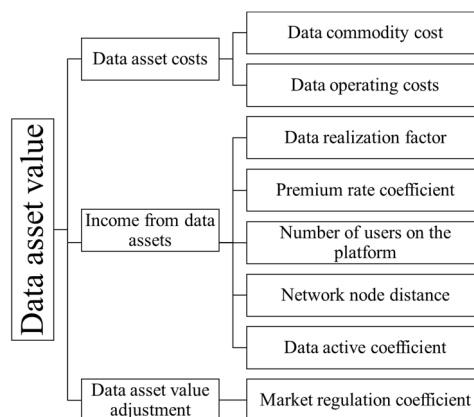 Data asset value
Data asset costs
Data commodity cost
Data operating costs
Income from data
assets
Data realization factor
Premium rate coefficient
Number of users on the
platform
Network node distance
Data active coefficient
Data asset value
adjustment
Market regulation coefficient